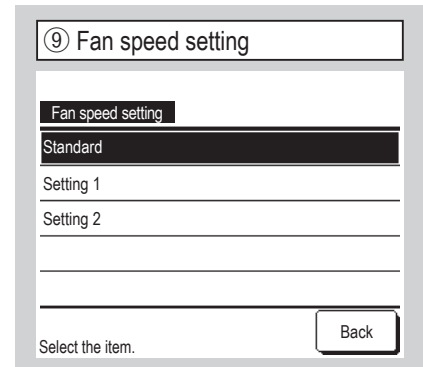 ⑨ Fan speed setting
Fan speed setting
Standard
Setting 1
Setting 2
Select the item.
Back